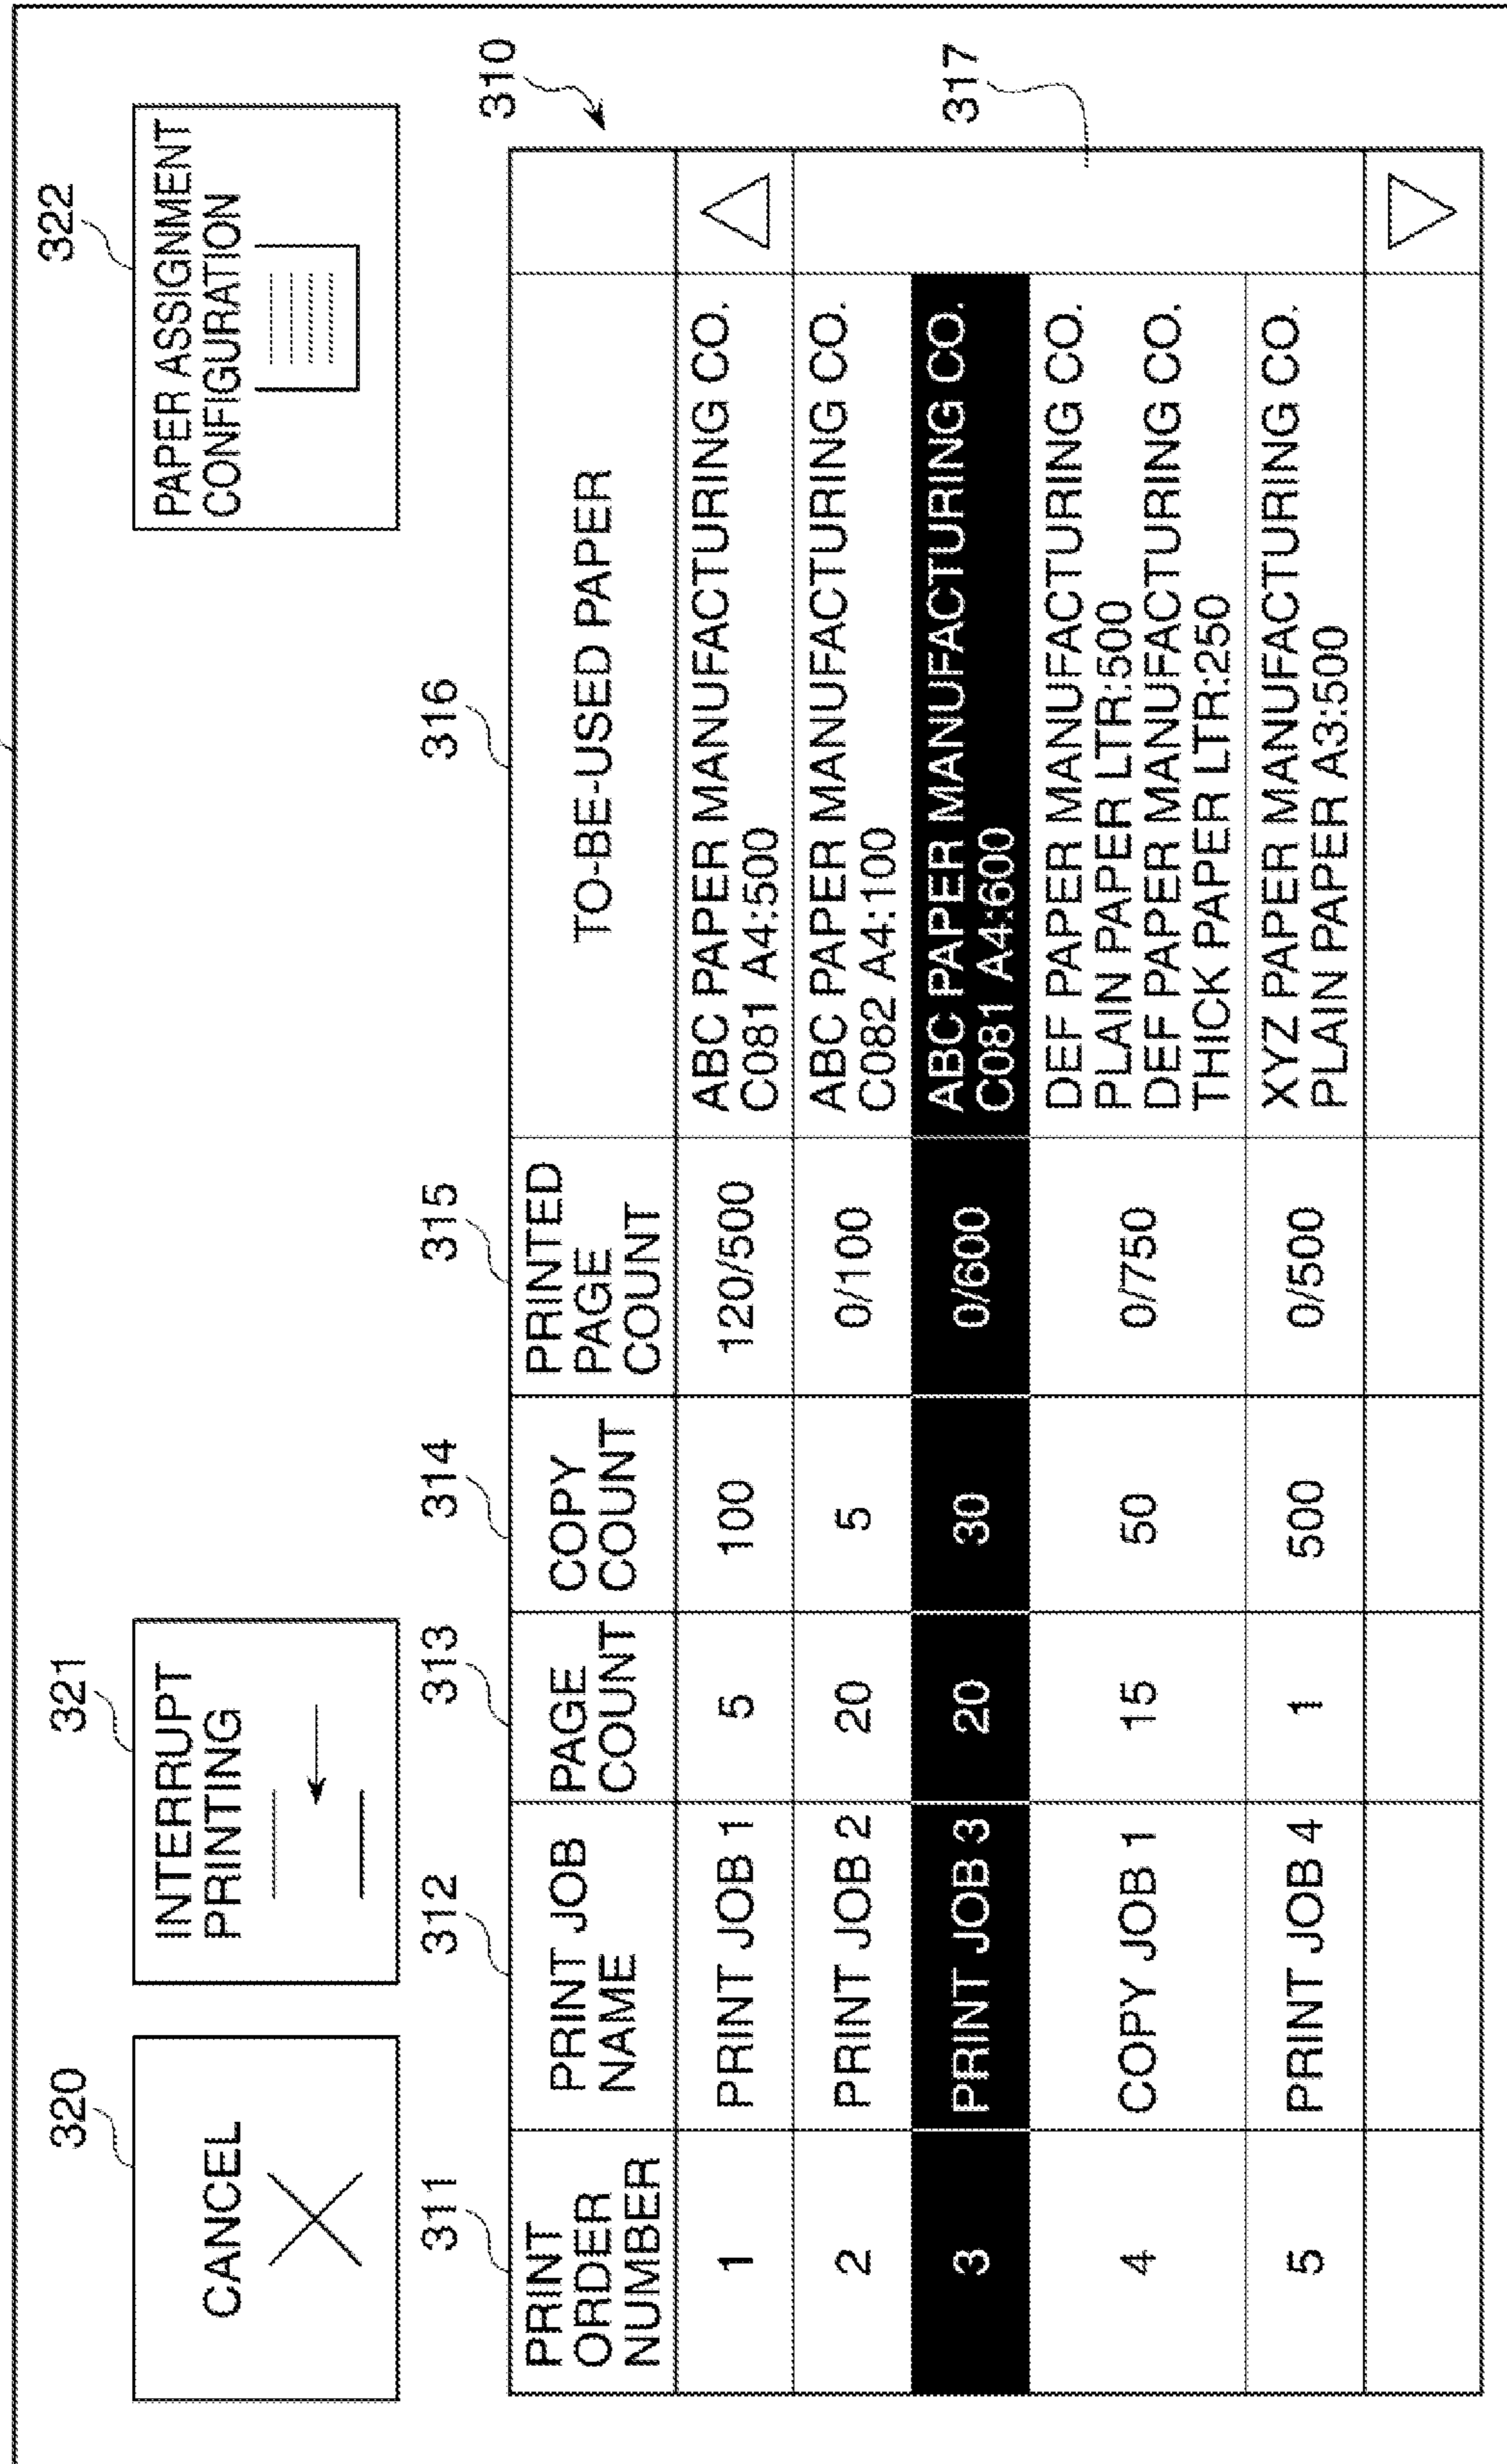 320
321
322
CANCEL
INTERRUPT
PRINTING
PAPER ASSIGNMENT
CONFIGURATION
310
311
312
313
314
315
316
PRINT
ORDER
NUMBER
PRINT JOB
NAME
PAGE
COUNT
COPY
COUNT
PRINTED
PAGE
COUNT
TO-BE-USED PAPER
1
PRINT JOB 1
5
100
120/500
ABC PAPER MANUFACTURING CO.
C081 A4:500
2
PRINT JOB 2
20
5
0/100
ABC PAPER MANUFACTURING CO.
C082 A4:100
3
PRINT JOB 3
20
30
0/600
ABC PAPER MANUFACTURING CO.
C081 A4:600
317
4
COPY JOB 1
15
50
0/750
DEF PAPER MANUFACTURING CO.
PLAIN PAPER LTR:500
DEF PAPER MANUFACTURING CO.
THICK PAPER LTR:250
5
PRINT JOB 4
1
500
0/500
XYZ PAPER MANUFACTURING CO.
PLAIN PAPER A3:500